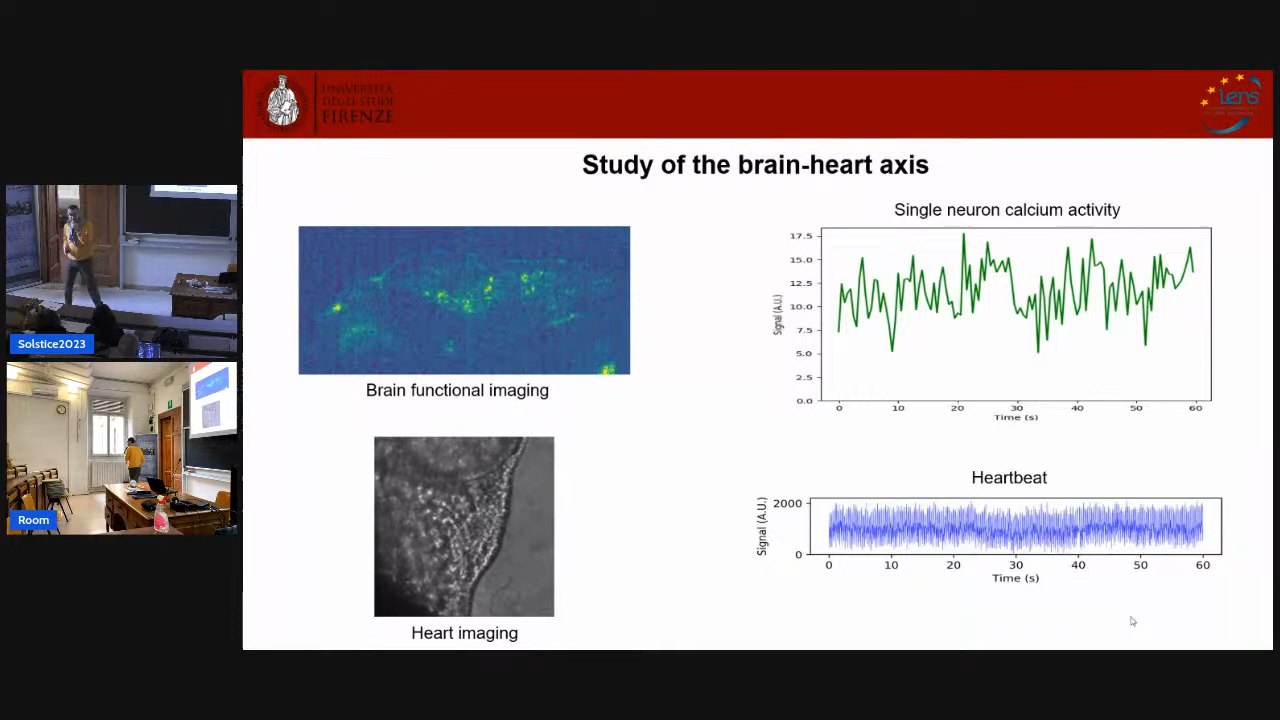 UNIVERSITÀ
DEGLI STUDI
FIRENZE
Lens
Study of the brain-heart axis
Single neuron calcium activity
17.5
15.0
12.5
10.0
7.5
5.0
2.5
0.0
Signal (A.U.)
0 10 20 30 40 50 60
Time (s)
Brain functional imaging
Heartbeat
2000
0
Signal (A.U.)
0 10 20 30 40 50 60
Time (s)
Heart imaging
Solstice2023
Room